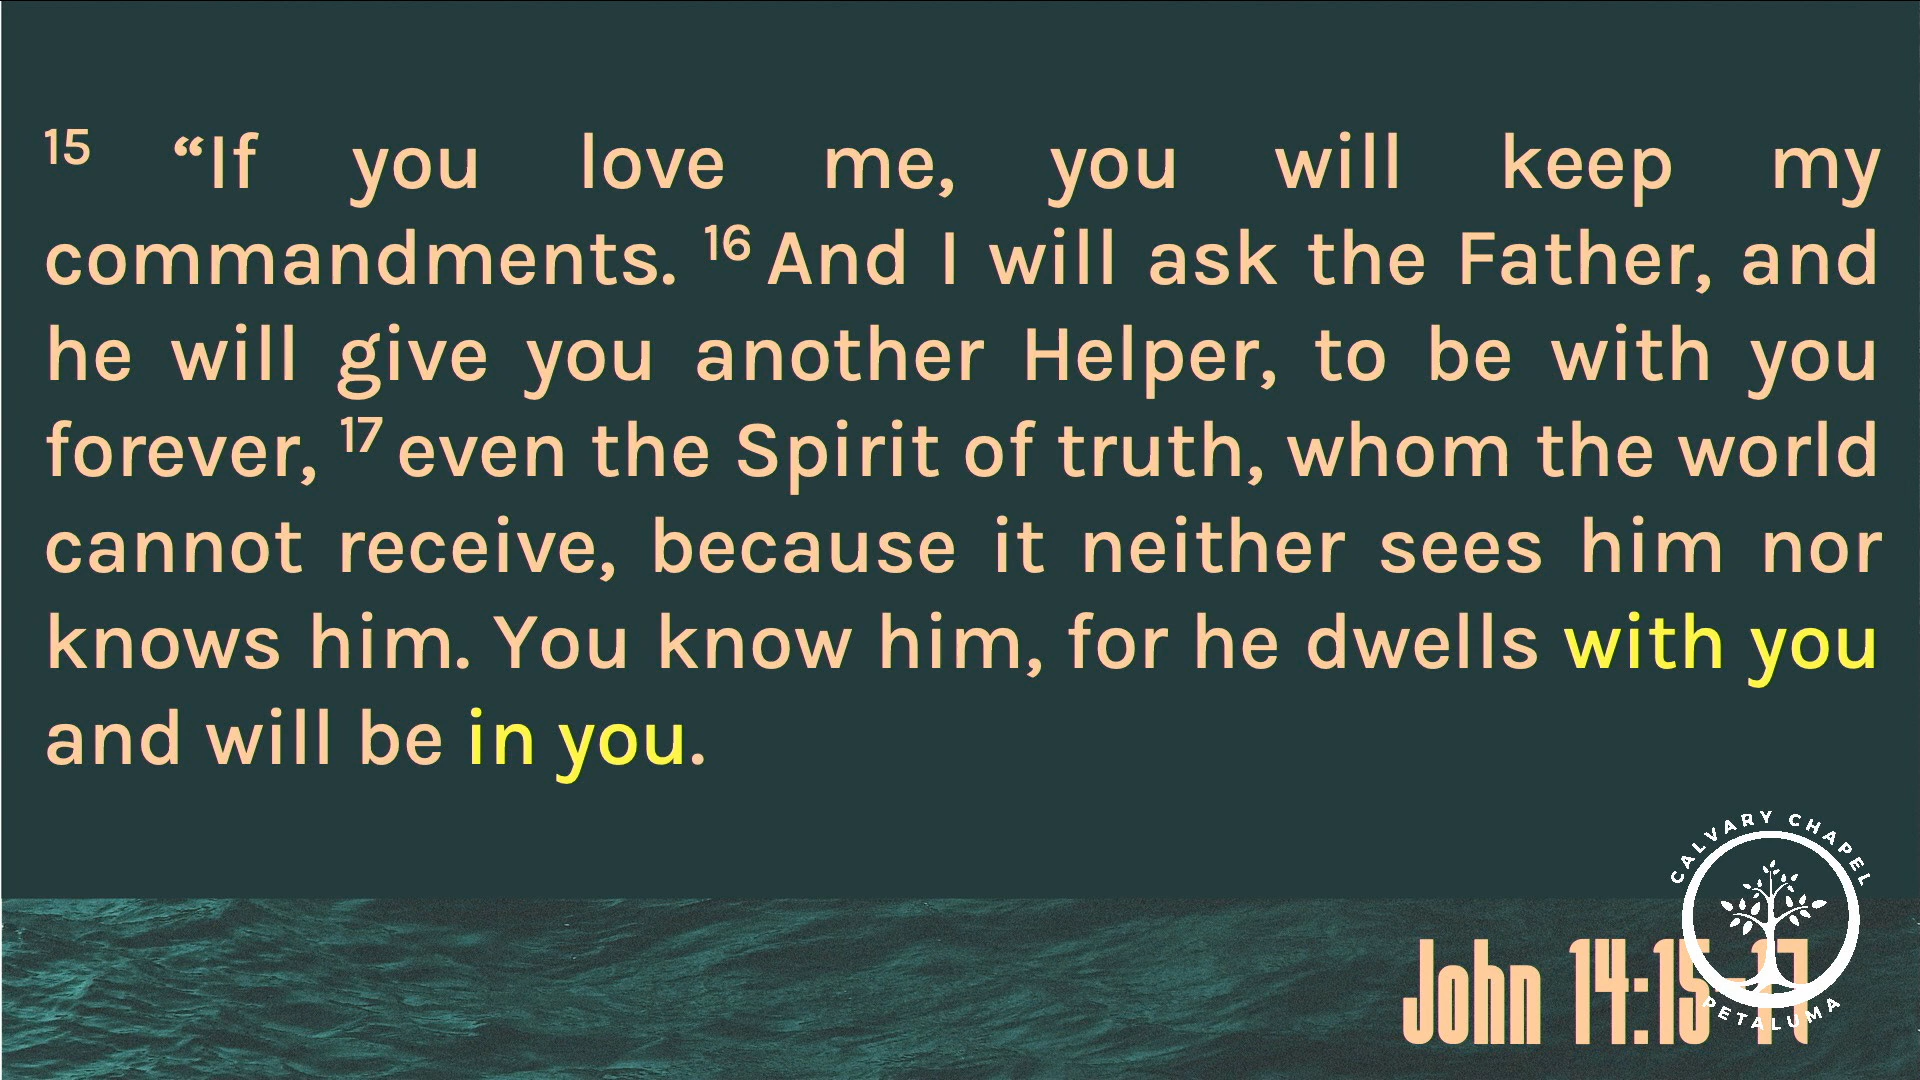 15 “If you love me, you will keep my
commandments. 16 And I will ask the Father, and
he will give you another Helper, to be with you
forever, 17 even the Spirit of truth, whom the world
cannot receive, because it neither sees him nor
knows him. You know him, for he dwells with you
and will be in you.
CALVARY CHAPEL
John 14:15-17
PETALUMA